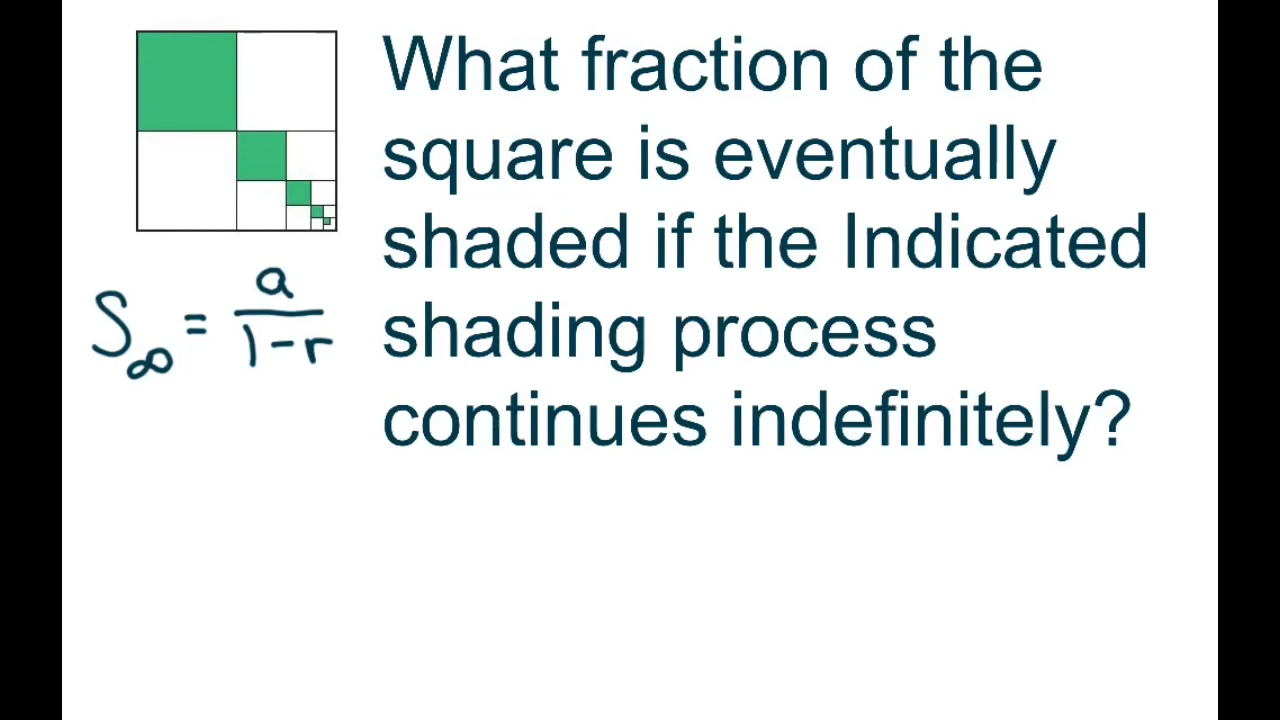 What fraction of the
square is eventually
shaded if the Indicated
shading process
continues indefinitely?
S∞ = a/(1-r)